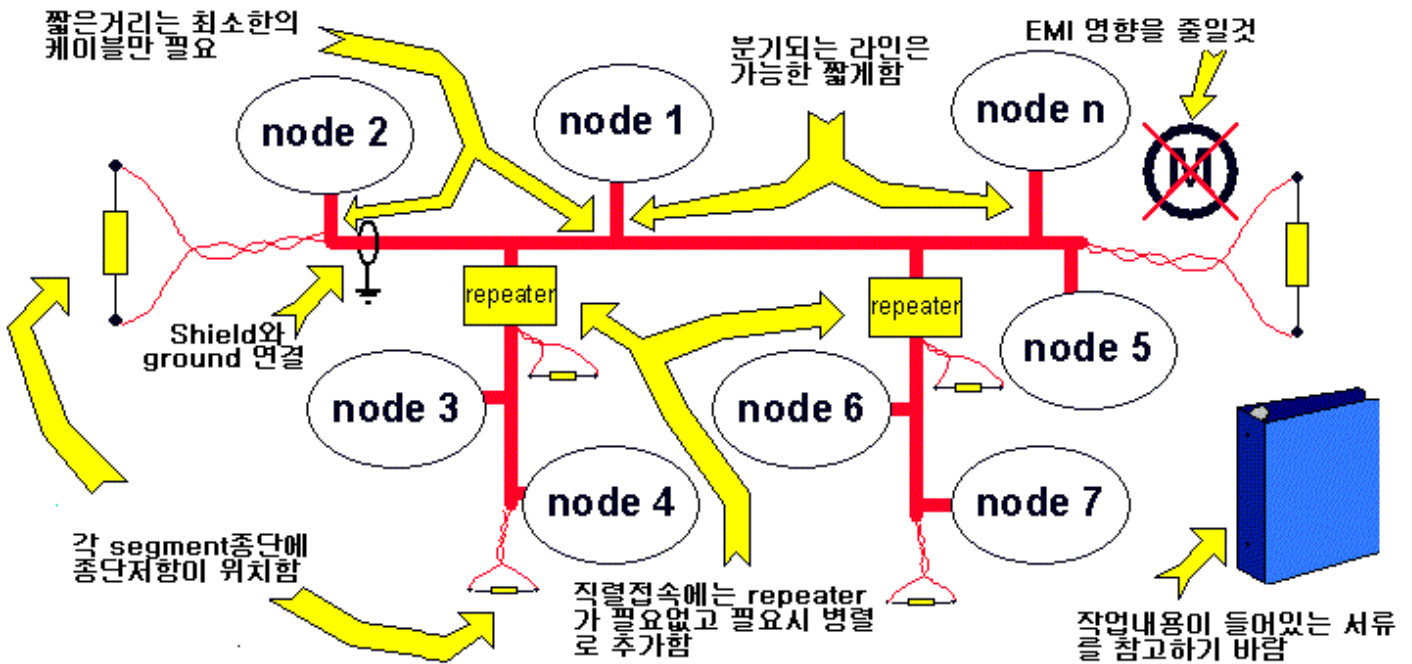 짧은거리는 최소한의
케이블만 필요
분기되는 라인은
가능한 짧게함
EMI 영향을 줄일것
node 2
node 1
node n
M
repeater
repeater
Shield와
ground 연결
node 5
node 3
node 6
node 4
node 7
각 segment종단에
종단저항이 위치함
직렬접속에는 repeater
가 필요없고 필요시 병렬
로 추가함
작업내용이 들어있는 서류
를 참고하기 바람